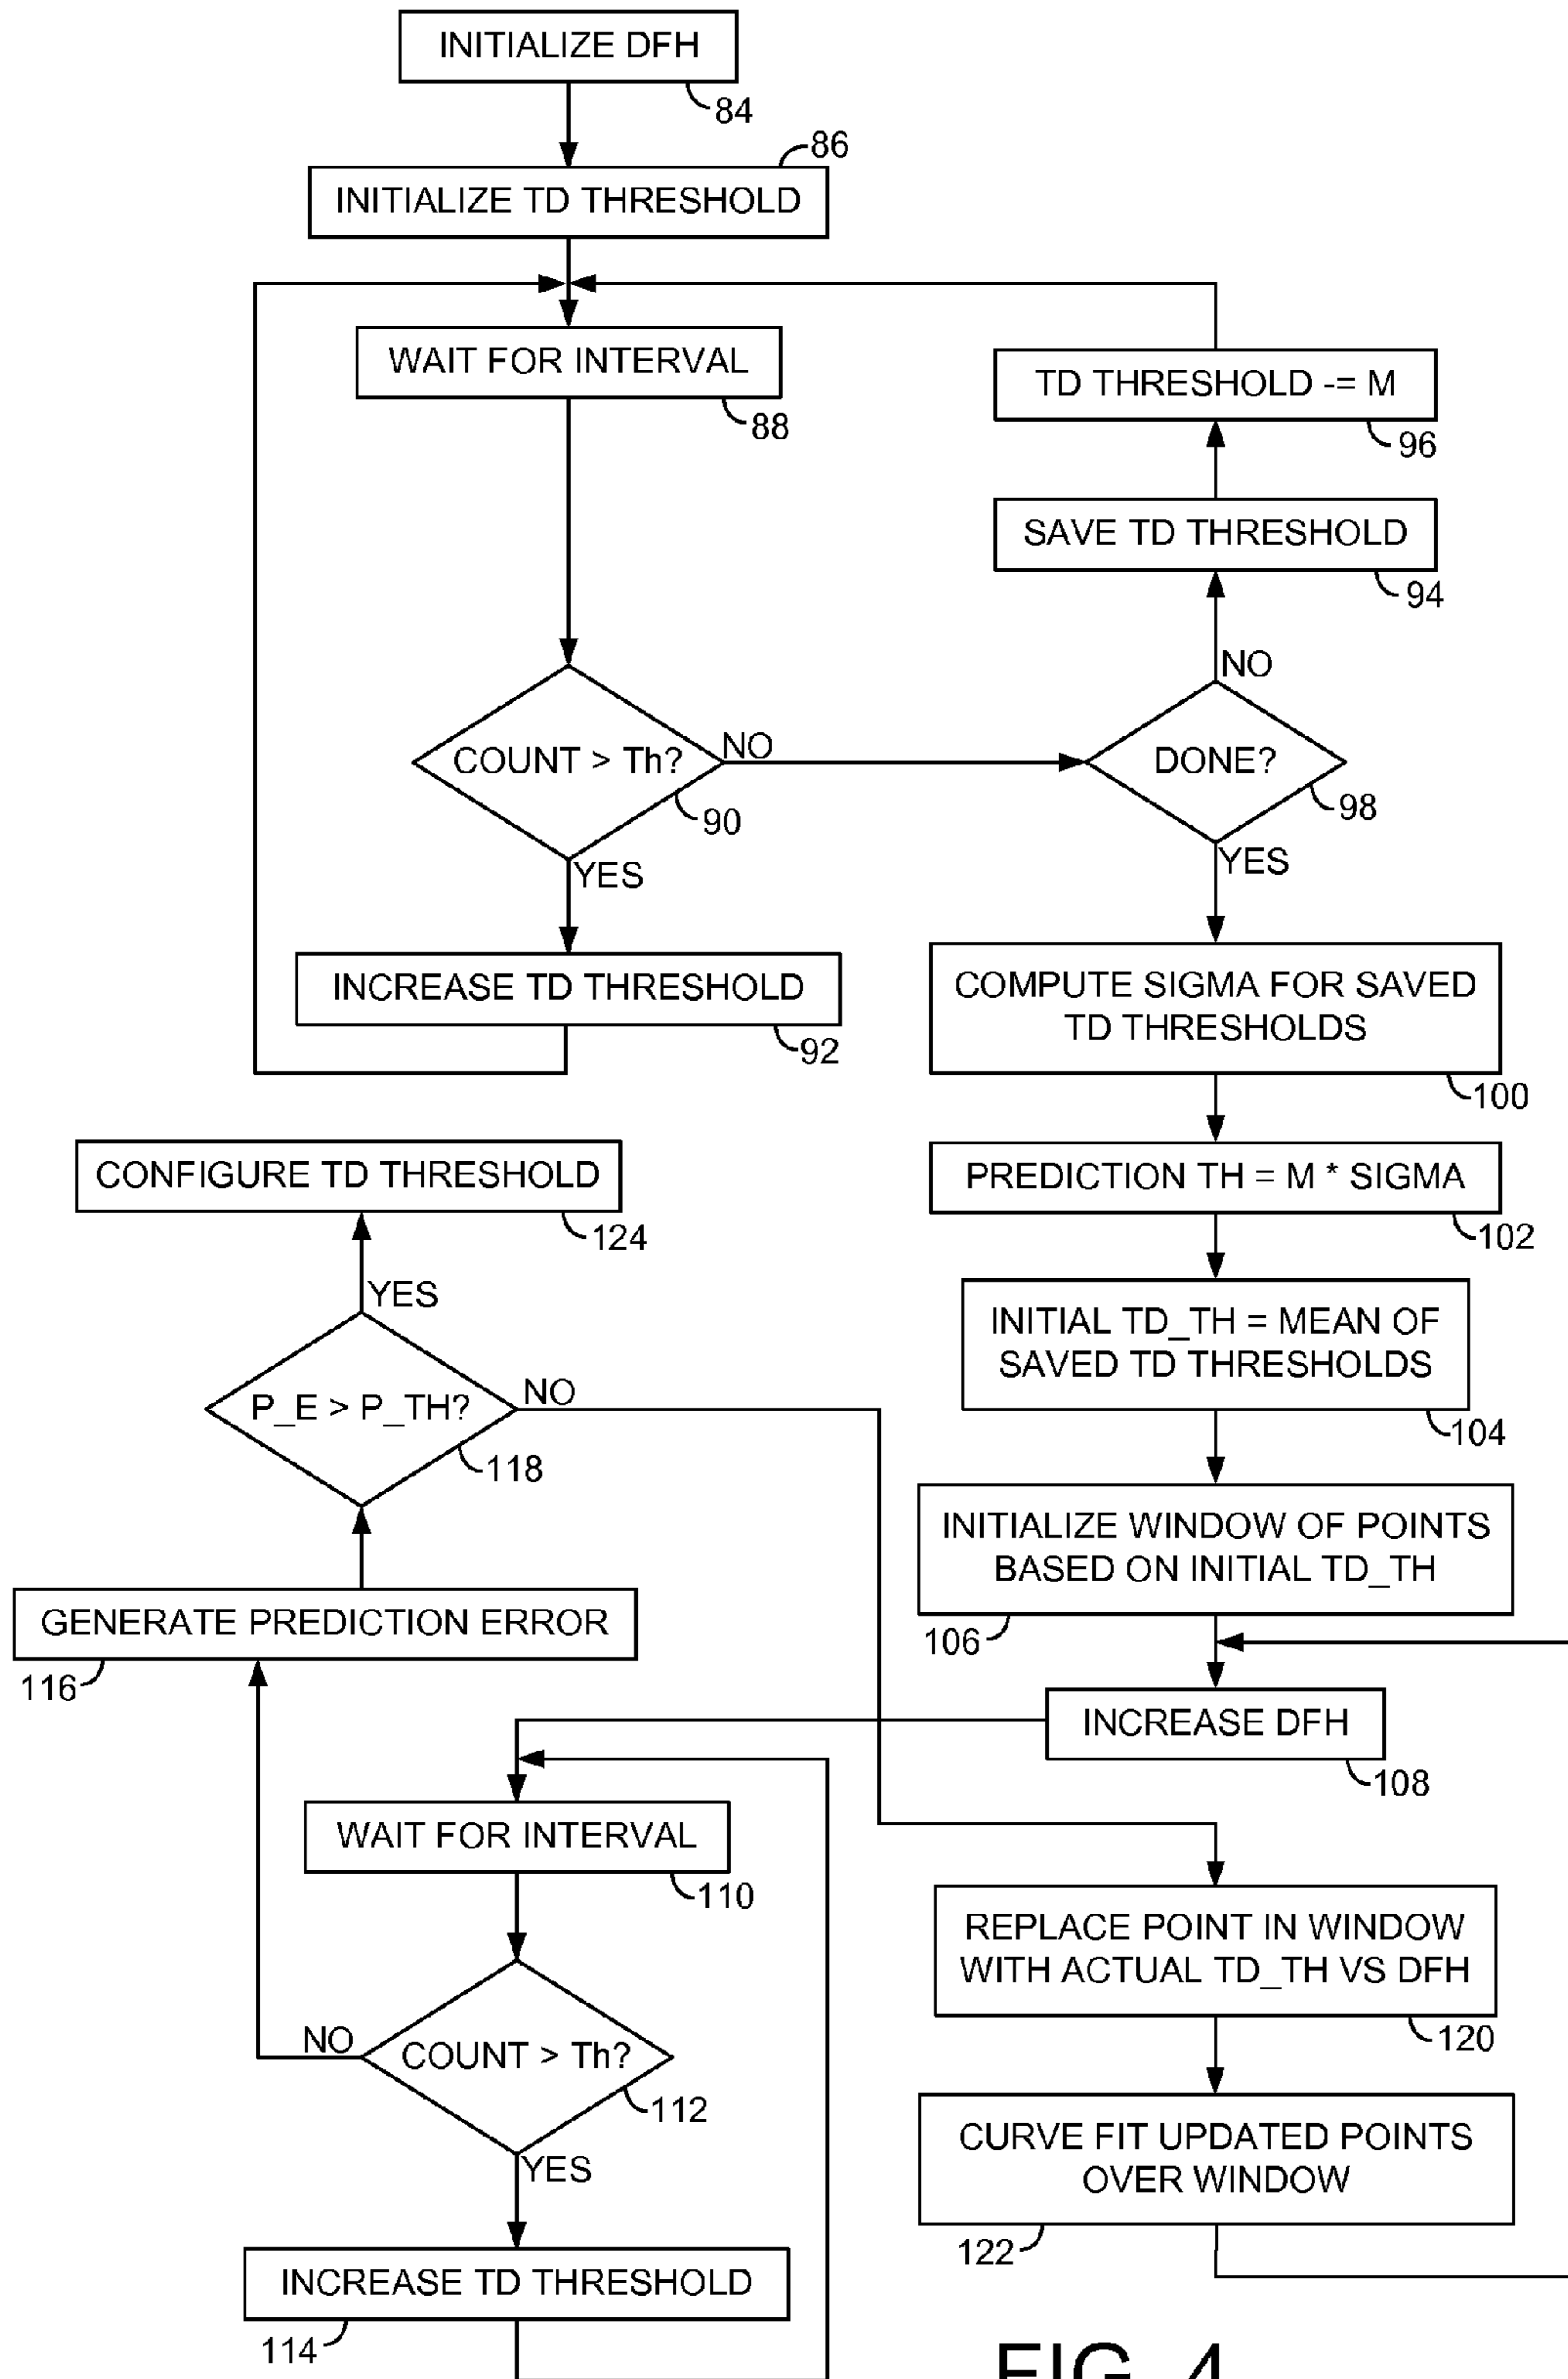 INITIALIZE DFH
84
86
INITIALIZE TD THRESHOLD
WAIT FOR INTERVAL
88
TD THRESHOLD -= M
96
SAVE TD THRESHOLD
94
NO
COUNT > Th?
NO
90
YES
DONE?
98
YES
INCREASE TD THRESHOLD
92
COMPUTE SIGMA FOR SAVED
TD THRESHOLDS
100
PREDICTION TH = M * SIGMA
102
INITIAL TD_TH = MEAN OF
SAVED TD THRESHOLDS
104
INITIALIZE WINDOW OF POINTS
BASED ON INITIAL TD_TH
106
INCREASE DFH
108
WAIT FOR INTERVAL
110
COUNT > Th?
NO
112
YES
INCREASE TD THRESHOLD
114
GENERATE PREDICTION ERROR
116
P_E > P_TH?
NO
118
YES
CONFIGURE TD THRESHOLD
124
REPLACE POINT IN WINDOW
WITH ACTUAL TD_TH VS DFH
120
CURVE FIT UPDATED POINTS
OVER WINDOW
122
FIG. 4